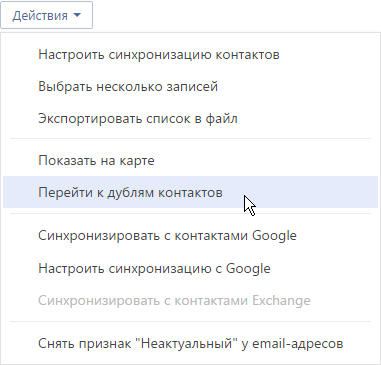 Действия
Настроить синхронизацию контактов
Выбрать несколько записей
Экспортировать список в файл
Показать на карте
Перейти к дублям контактов
Синхронизировать с контактами Google
Настроить синхронизацию с Google
Синхронизировать с контактами Exchange
Снять признак "Неактуальный" у email-адресов